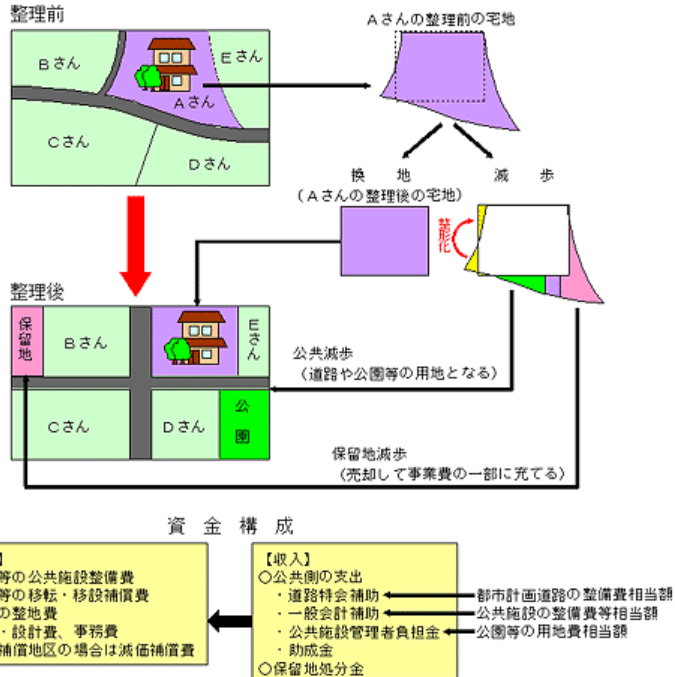 整理前
Aさんの整理前の宅地
Bさん
Eさん
Aさん
Cさん
Dさん
換地
減歩
(Aさんの整理後の宅地)
整形化
整理後
保留地
Bさん
Eさん
公共減歩
(道路や公園等の用地となる)
Cさん
Dさん
公園
保留地減歩
(売却して事業費の一部に充てる)
資金構成
】
等の公共施設整備費
等の移転・移設補償費
の整地費
・設計費、事務費
補償地区の場合は減価補償費
【収入】
○公共側の支出
・道路特会補助
都市計画道路の整備費相当額
・一般会計補助
公共施設の整備費等相当額
・公共施設管理者負担金
公園等の用地費相当額
・助成金
○保留地処分金